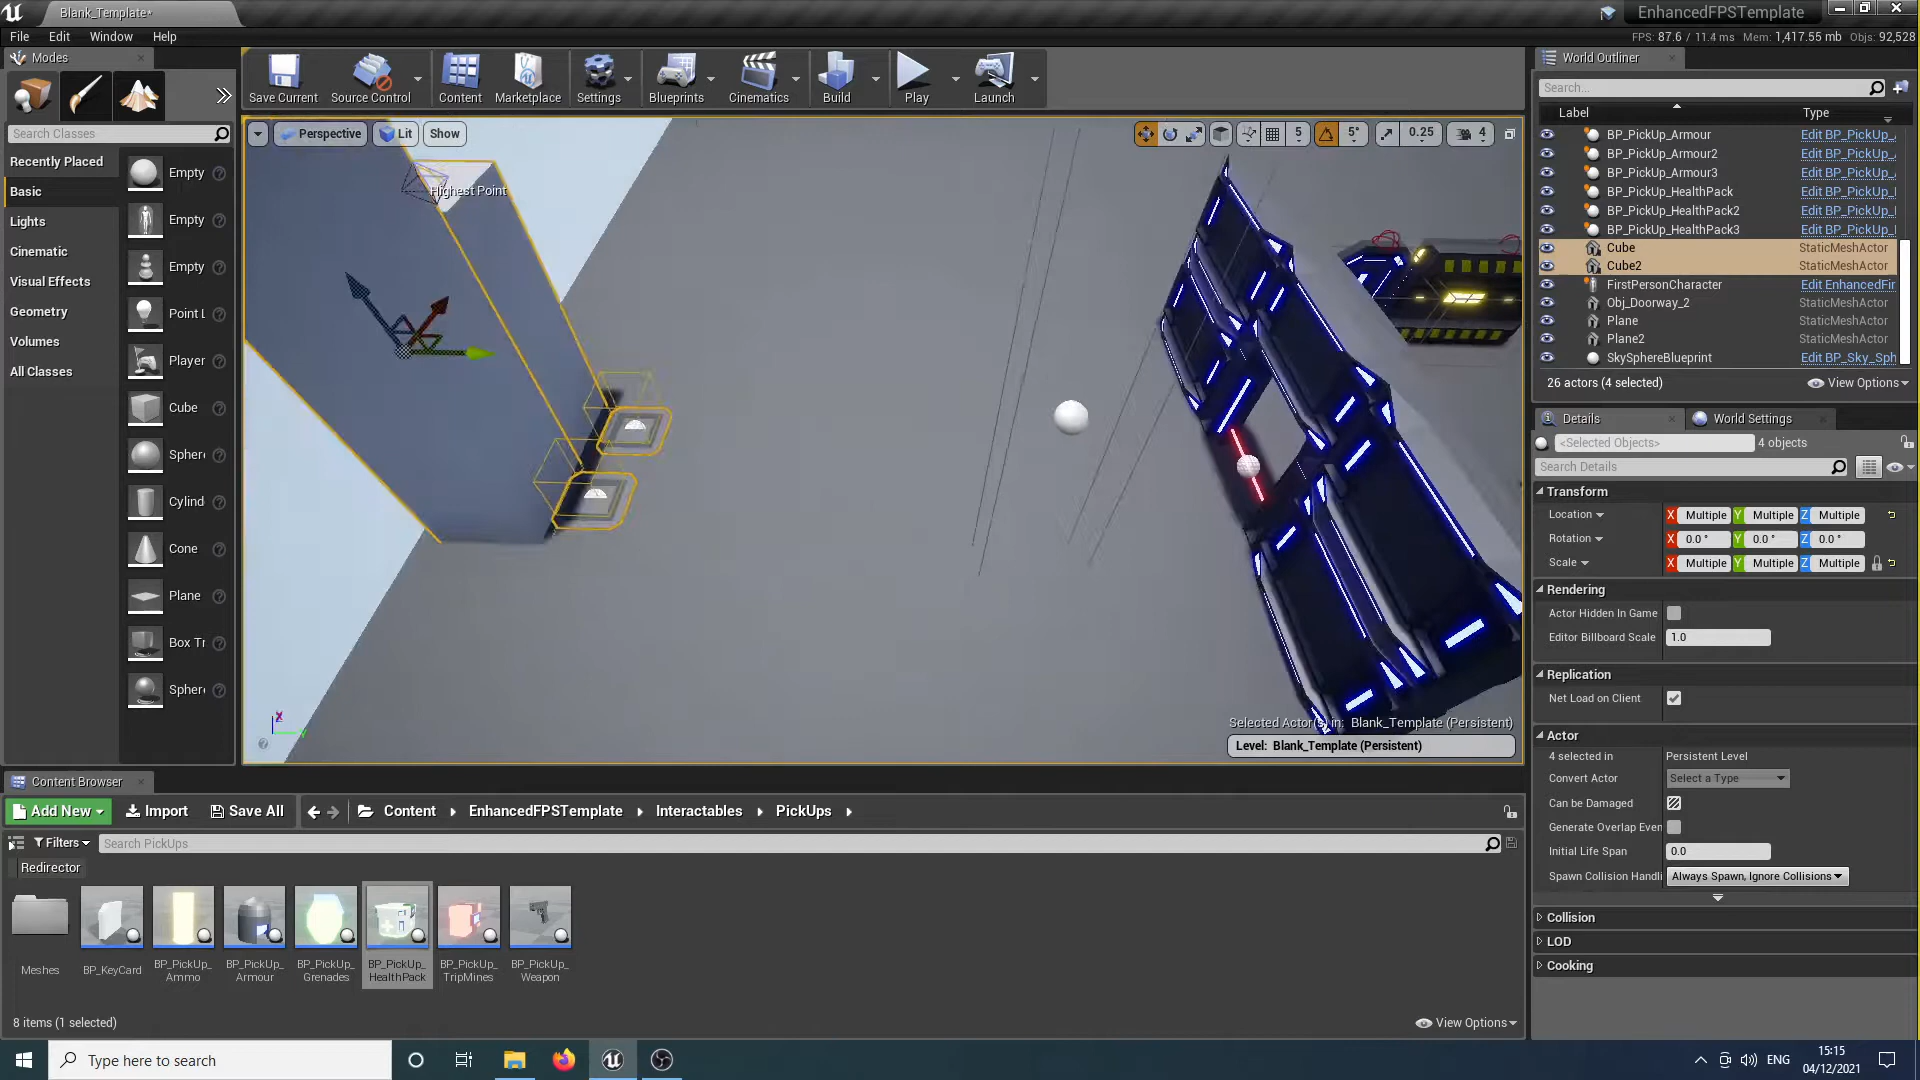 Blank_Template*
EnhancedFPSTemplate
File Edit Window Help
FPS: 87.6 / 11.4 ms Mem: 1,417.55 mb Objs: 92,528
Modes
Search Classes
Recently Placed
Basic
Lights
Cinematic
Visual Effects
Geometry
Volumes
All Classes
Empty
Empty
Empty
Point L
Player
Cube
Spher
Cylind
Cone
Plane
Box Tr
Spher
Save Current
Source Control
Content
Marketplace
Settings
Blueprints
Cinematics
Build
Play
Launch
Perspective
Lit
Show
5
5°
0.25
4
Highest Point
Selected Actor(s) in: Blank_Template (Persistent)
Level: Blank_Template (Persistent)
World Outliner
Search...
Label Type
BP_PickUp_Armour Edit BP_PickUp_
BP_PickUp_Armour2 Edit BP_PickUp_
BP_PickUp_Armour3 Edit BP_PickUp_
BP_PickUp_HealthPack Edit BP_PickUp_
BP_PickUp_HealthPack2 Edit BP_PickUp_
BP_PickUp_HealthPack3 Edit BP_PickUp_
Cube StaticMeshActor
Cube2 StaticMeshActor
FirstPersonCharacter Edit EnhancedFir
Obj_Doorway_2 StaticMeshActor
Plane StaticMeshActor
Plane2 StaticMeshActor
SkySphereBlueprint Edit BP_Sky_Sph
26 actors (4 selected) View Options
Details World Settings
<Selected Objects> 4 objects
Search Details
Transform
Location X Multiple Y Multiple Z Multiple
Rotation X 0.0 ° Y 0.0 ° Z 0.0 °
Scale X Multiple Y Multiple Z Multiple
Rendering
Actor Hidden In Game
Editor Billboard Scale 1.0
Replication
Net Load on Client
Actor
4 selected in Persistent Level
Convert Actor Select a Type
Can be Damaged
Generate Overlap Even
Initial Life Span 0.0
Spawn Collision Handli Always Spawn, Ignore Collisions
Collision
LOD
Cooking
Content Browser
Add New Import Save All Content EnhancedFPSTemplate Interactables PickUps
Filters Search PickUps
Redirector
Meshes
BP_KeyCard
BP_PickUp_
Ammo
BP_PickUp_
Armour
BP_PickUp_
Grenades
BP_PickUp_
HealthPack
BP_PickUp_
TripMines
BP_PickUp_
Weapon
8 items (1 selected) View Options
Type here to search
ENG
15:15
04/12/2021